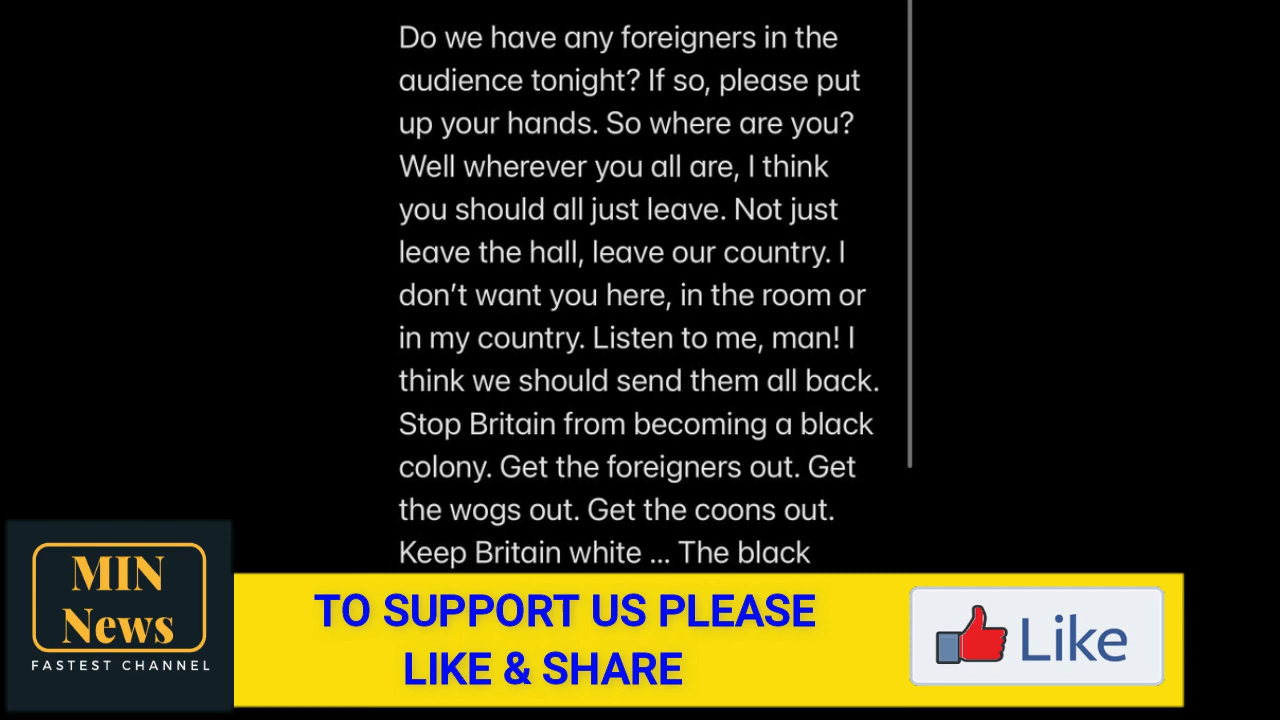 Do we have any foreigners in the
audience tonight? If so, please put
up your hands. So where are you?
Well wherever you all are, I think
you should all just leave. Not just
leave the hall, leave our country. I
don’t want you here, in the room or
in my country. Listen to me, man! I
think we should send them all back.
Stop Britain from becoming a black
colony. Get the foreigners out. Get
the wogs out. Get the coons out.
Keep Britain white ... The black
MIN
News
FASTEST CHANNEL
TO SUPPORT US PLEASE
LIKE & SHARE
Like